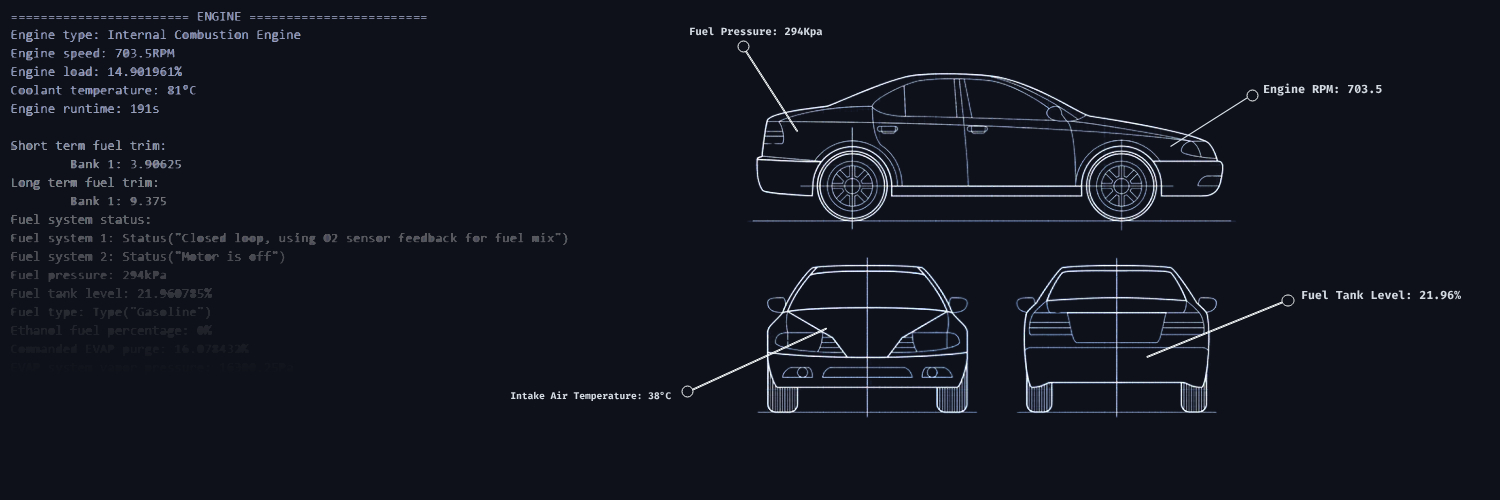 ======================== ENGINE ========================
Engine type: Internal Combustion Engine
Engine speed: 703.5RPM
Engine load: 14.901961%
Coolant temperature: 81°C
Engine runtime: 191s
Short term fuel trim:
Bank 1: 3.90625
Long term fuel trim:
Bank 1: 9.375
Fuel system status:
Fuel system 1: Status("Closed loop, using O2 sensor feedback for fuel mix")
Fuel system 2: Status("Motor is off")
Fuel pressure: 294kPa
Fuel tank level: 21.960785%
Fuel type: Type("Gasoline")
Ethanol fuel percentage: 0%
Commanded EVAP purge: 16.078432%
Fuel Pressure: 294Kpa
Engine RPM: 703.5
Fuel Tank Level: 21.96%
Intake Air Temperature: 38°C